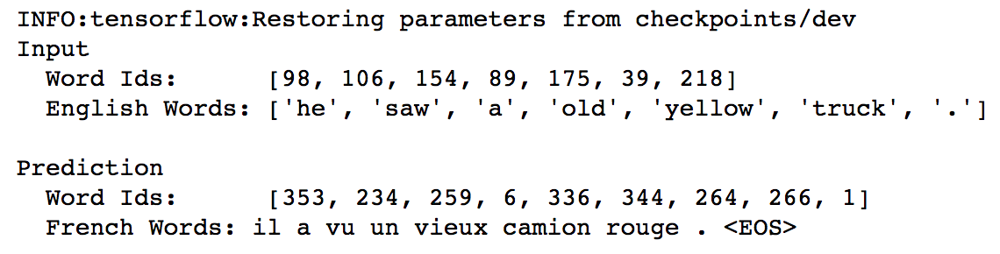 INFO:tensorflow:Restoring parameters from checkpoints/dev
Input
  Word Ids:      [98, 106, 154, 89, 175, 39, 218]
  English Words: ['he', 'saw', 'a', 'old', 'yellow', 'truck', '.']

Prediction
  Word Ids:      [353, 234, 259, 6, 336, 344, 264, 266, 1]
  French Words: il a vu un vieux camion rouge . <EOS>